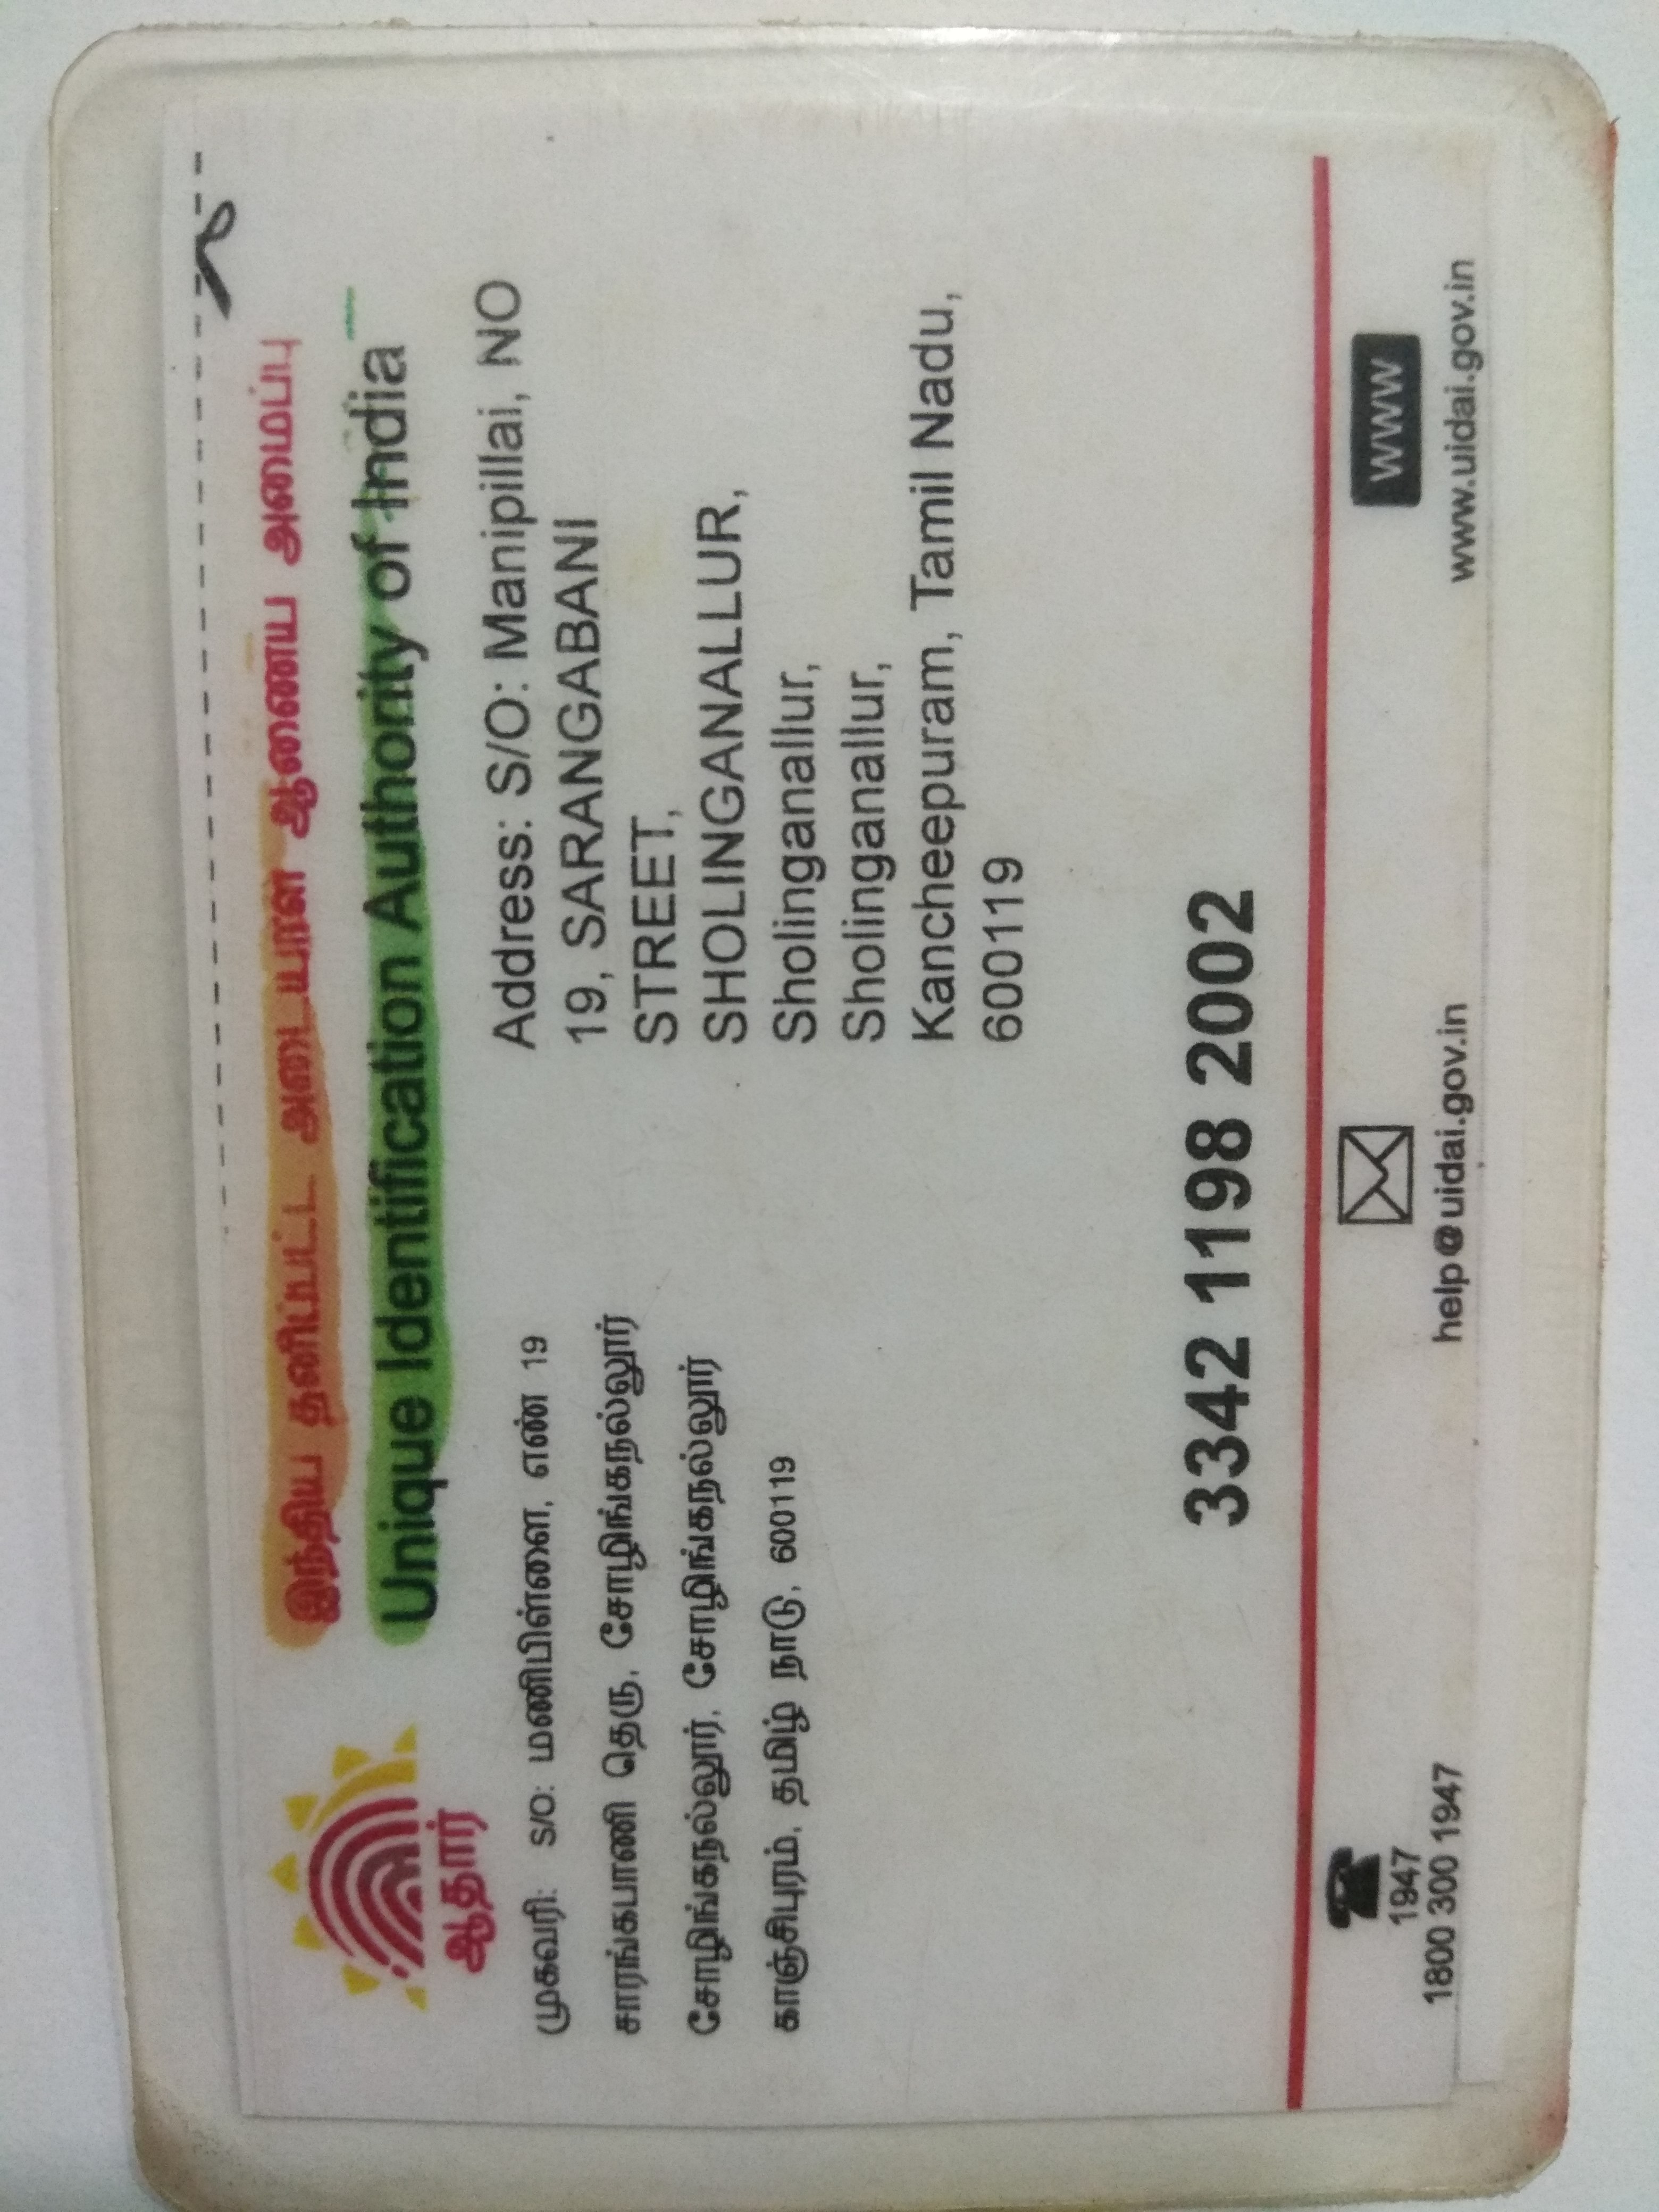 இந்திய தனிப்பட்ட அடையாள ஆணைய அமைப்பு
Unique Identification Authority of India
ஆதார்
முகவரி: S/O: மணிபிள்ளை, எண் 19
சாரங்கபாணி தெரு, சோழிங்கநல்லூர்
சோழிங்கநல்லூர், சோழிங்கநல்லூர்
காஞ்சிபுரம், தமிழ் நாடு, 600119
Address: S/O: Manipillai, NO
19, SARANGABANI
STREET,
SHOLINGANALLUR,
Sholinganallur,
Sholinganallur,
Kancheepuram, Tamil Nadu,
600119
3342 1198 2002
1947
1800 300 1947
help@uidai.gov.in
www
www.uidai.gov.in